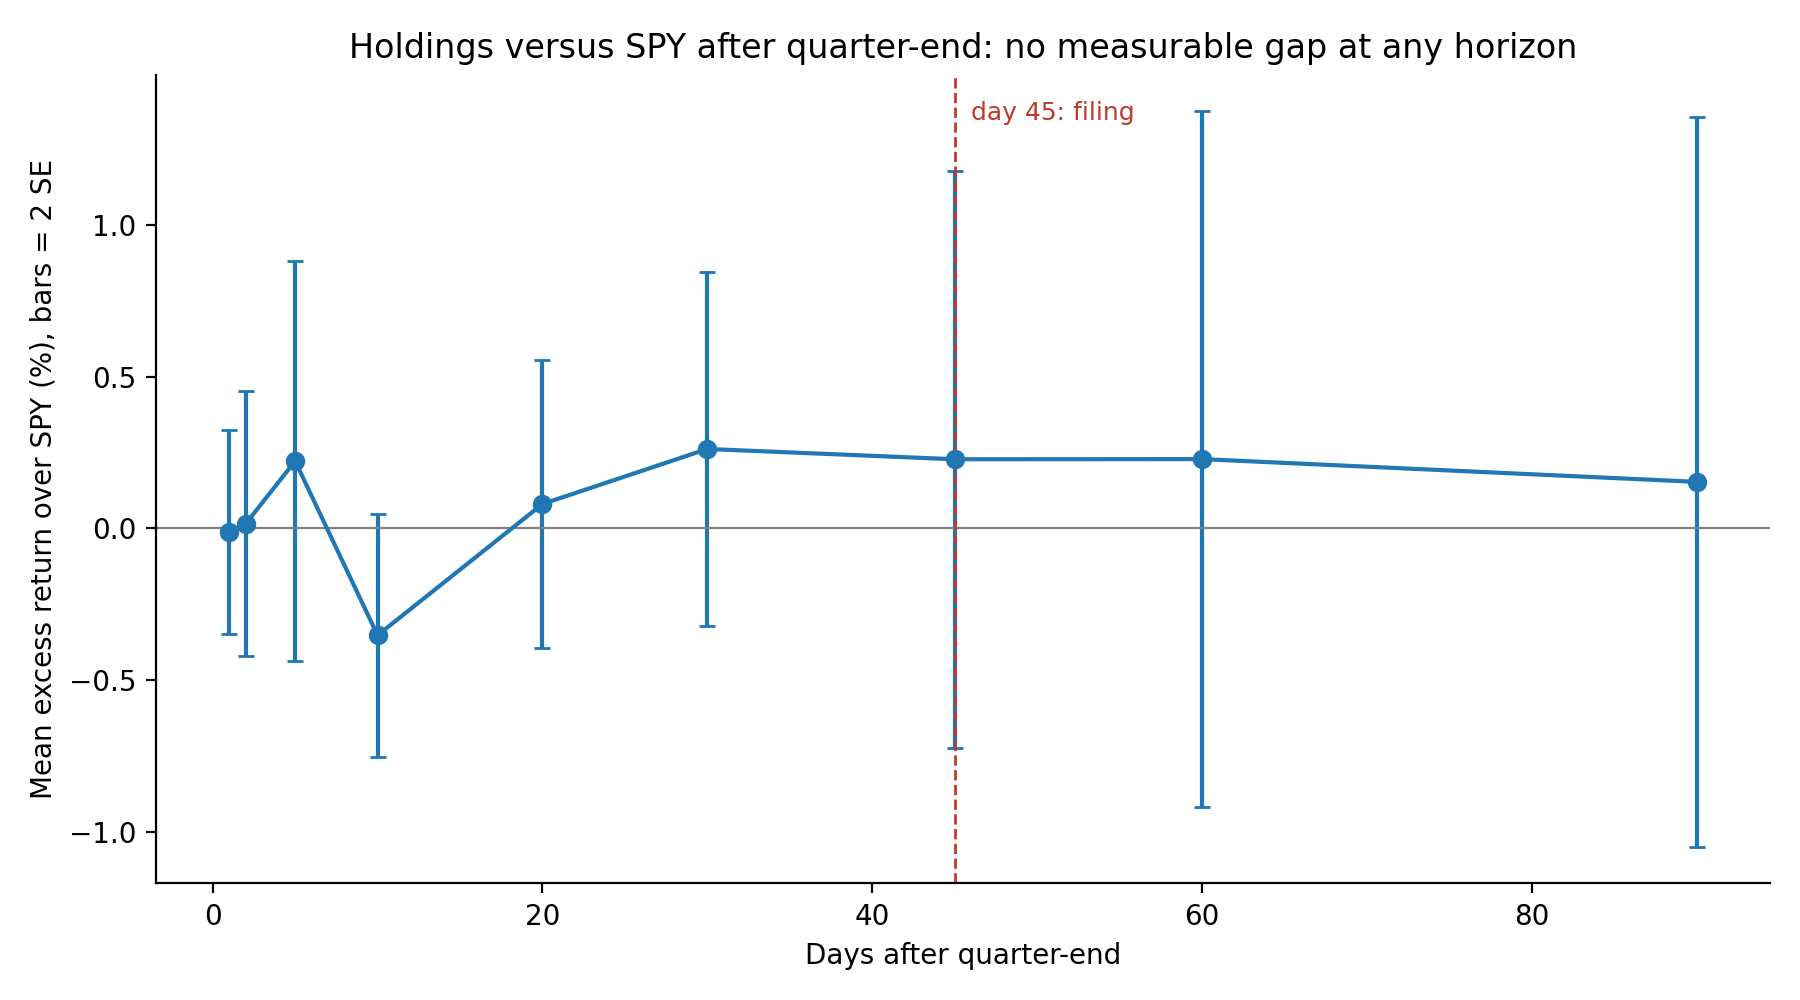 Holdings versus SPY after quarter-end: no measurable gap at any horizon
day 45: filing
Mean excess return over SPY (%), bars = 2 SE
1.0
0.5
0.0
−0.5
−1.0
0
20
40
60
80
Days after quarter-end